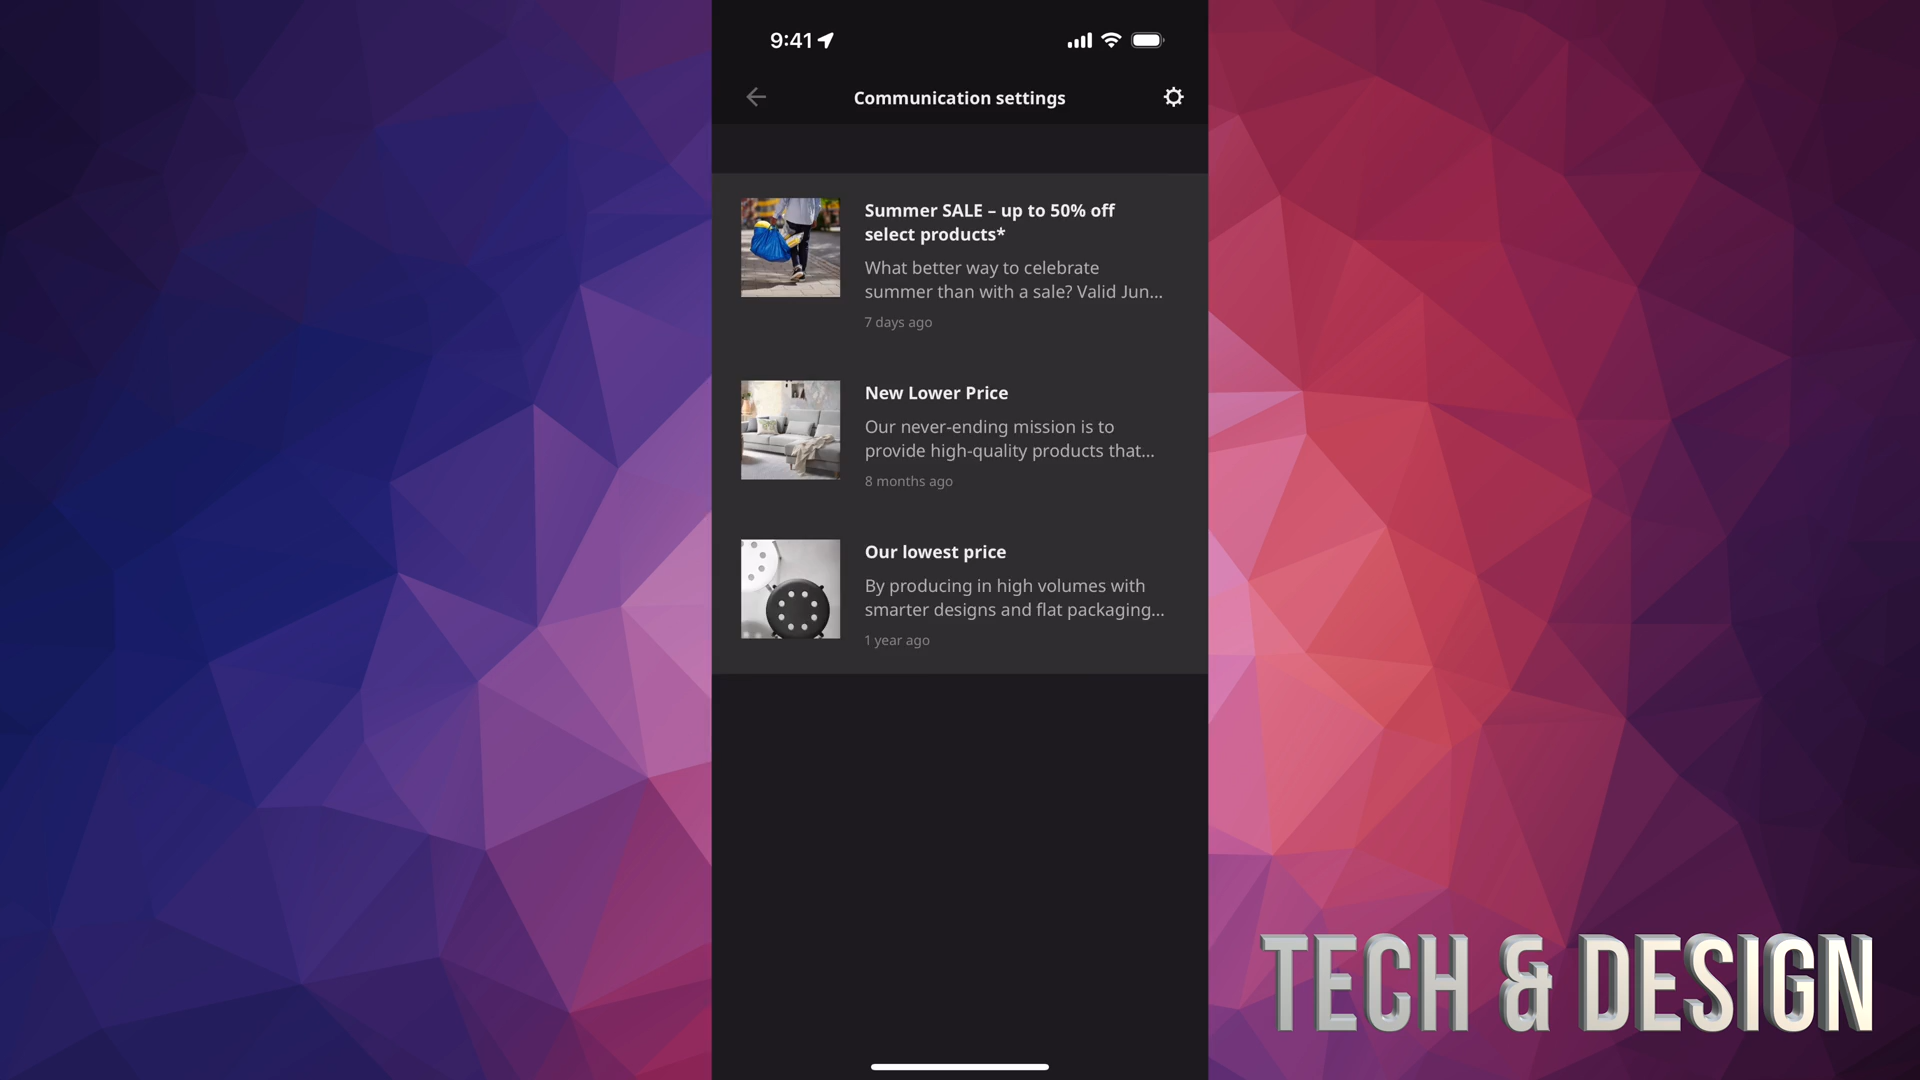 9:41
Communication settings
Summer SALE – up to 50% off
select products*
What better way to celebrate
summer than with a sale? Valid Jun...
7 days ago
New Lower Price
Our never-ending mission is to
provide high-quality products that...
8 months ago
Our lowest price
By producing in high volumes with
smarter designs and flat packaging...
1 year ago
TECH & DESIGN